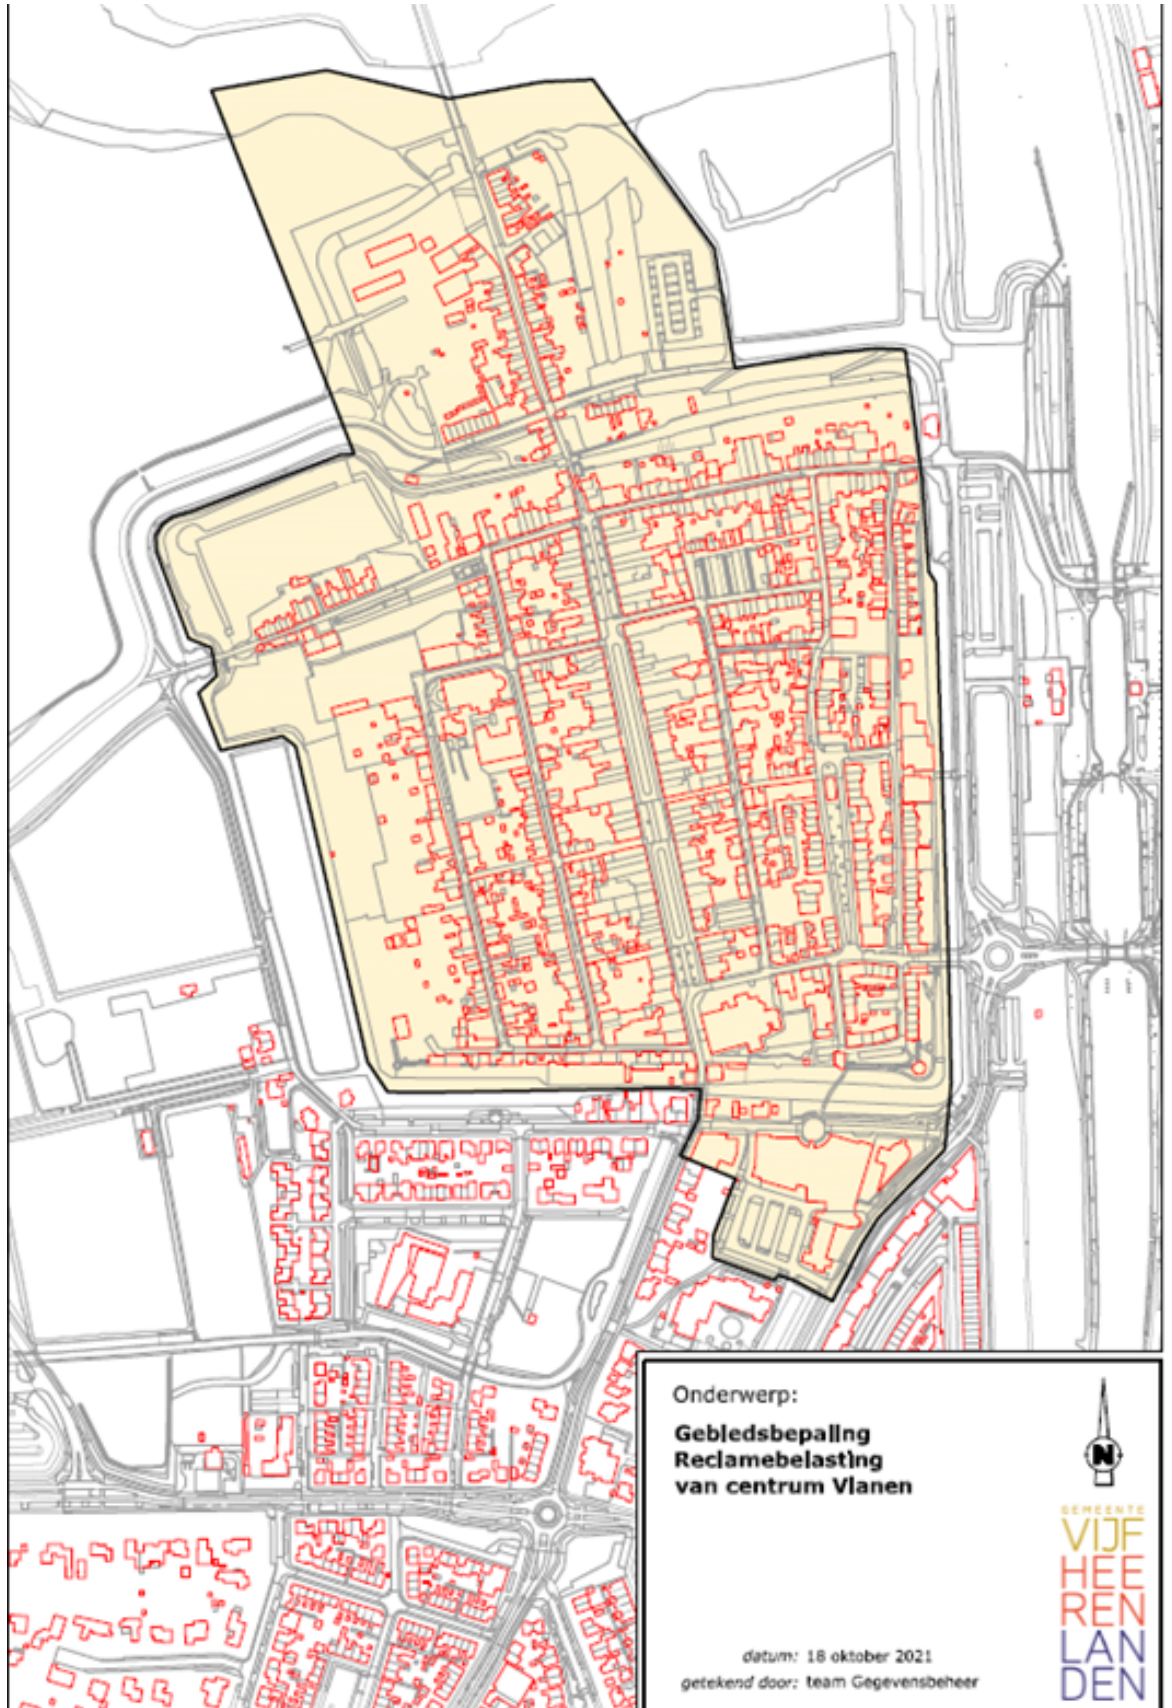 Onderwerp:
Gebiedsbepaling
Reclamebelasting
van centrum Vianen
N
GEMEENTE
VIJF
HEE
REN
LAN
DEN
datum: 18 oktober 2021
getekend door: team Gegevensbeheer